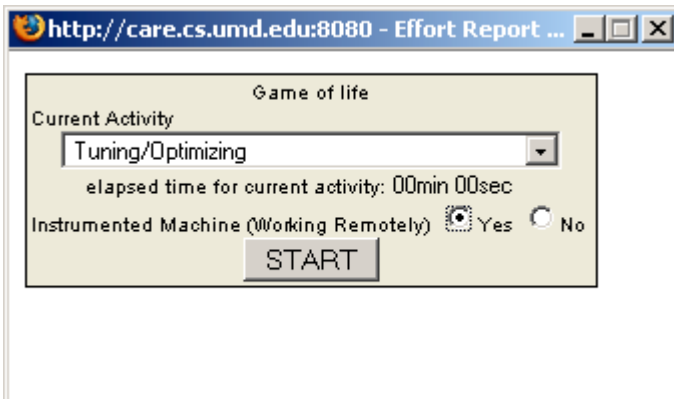 http://care.cs.umd.edu:8080 - Effort Report ...
Game of life
Current Activity
Tuning/Optimizing
elapsed time for current activity: 00min 00sec
Instrumented Machine (Working Remotely) Yes No
START